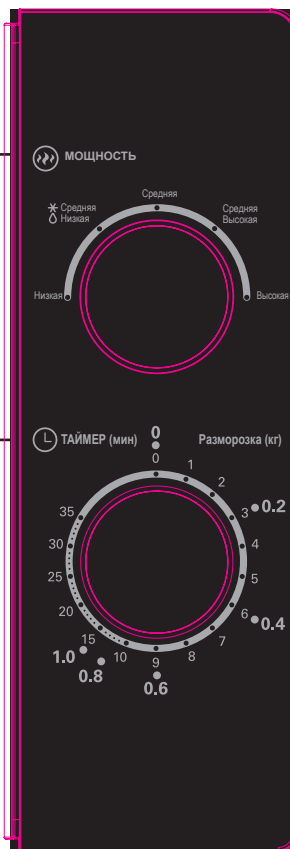 МОЩНОСТЬ
Средняя
Средняя
Низкая
Средняя
Высокая
Низкая
Высокая
ТАЙМЕР (мин)
0
Разморозка (кг)
0
1
2
3
0.2
4
5
6
0.4
7
8
9
0.6
10
0.8
15
1.0
20
25
30
35